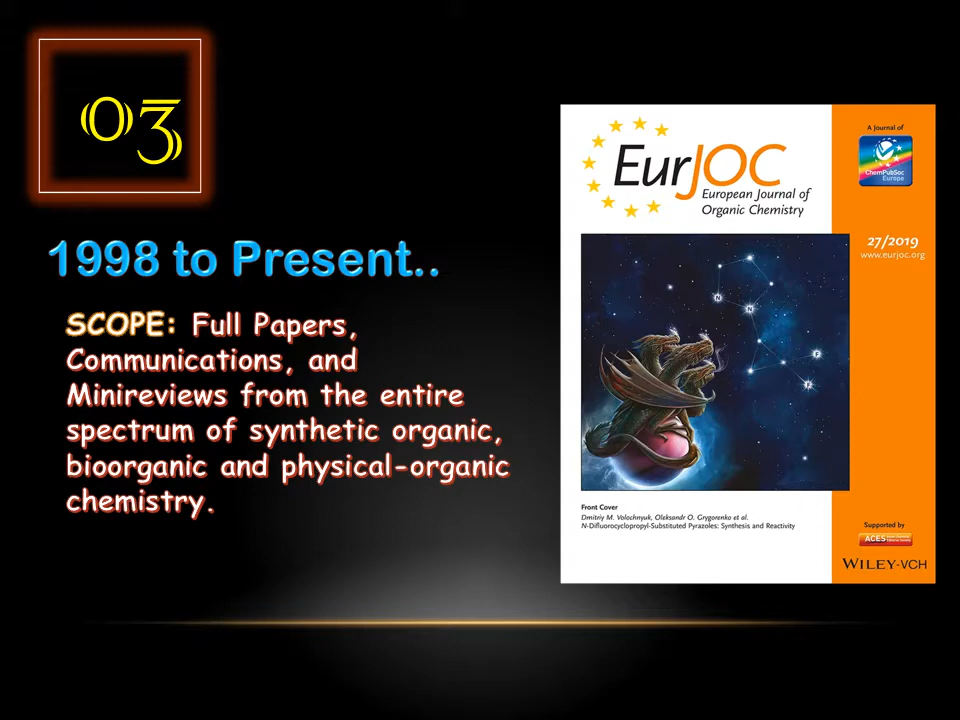 03
1998 to Present..
SCOPE: Full Papers,
Communications, and
Minireviews from the entire
spectrum of synthetic organic,
bioorganic and physical-organic
chemistry.
EurJOC
European Journal of
Organic Chemistry
A Journal of
ChemPubSoc
Europe
27/2019
www.eurjoc.org
N
N
F
F
Front Cover
Dmitriy M. Volochnyuk, Oleksandr O. Grygorenko et al.
N-Difluorocyclopropyl-Substituted Pyrazoles: Synthesis and Reactivity
Supported by
ACES
WILEY-VCH